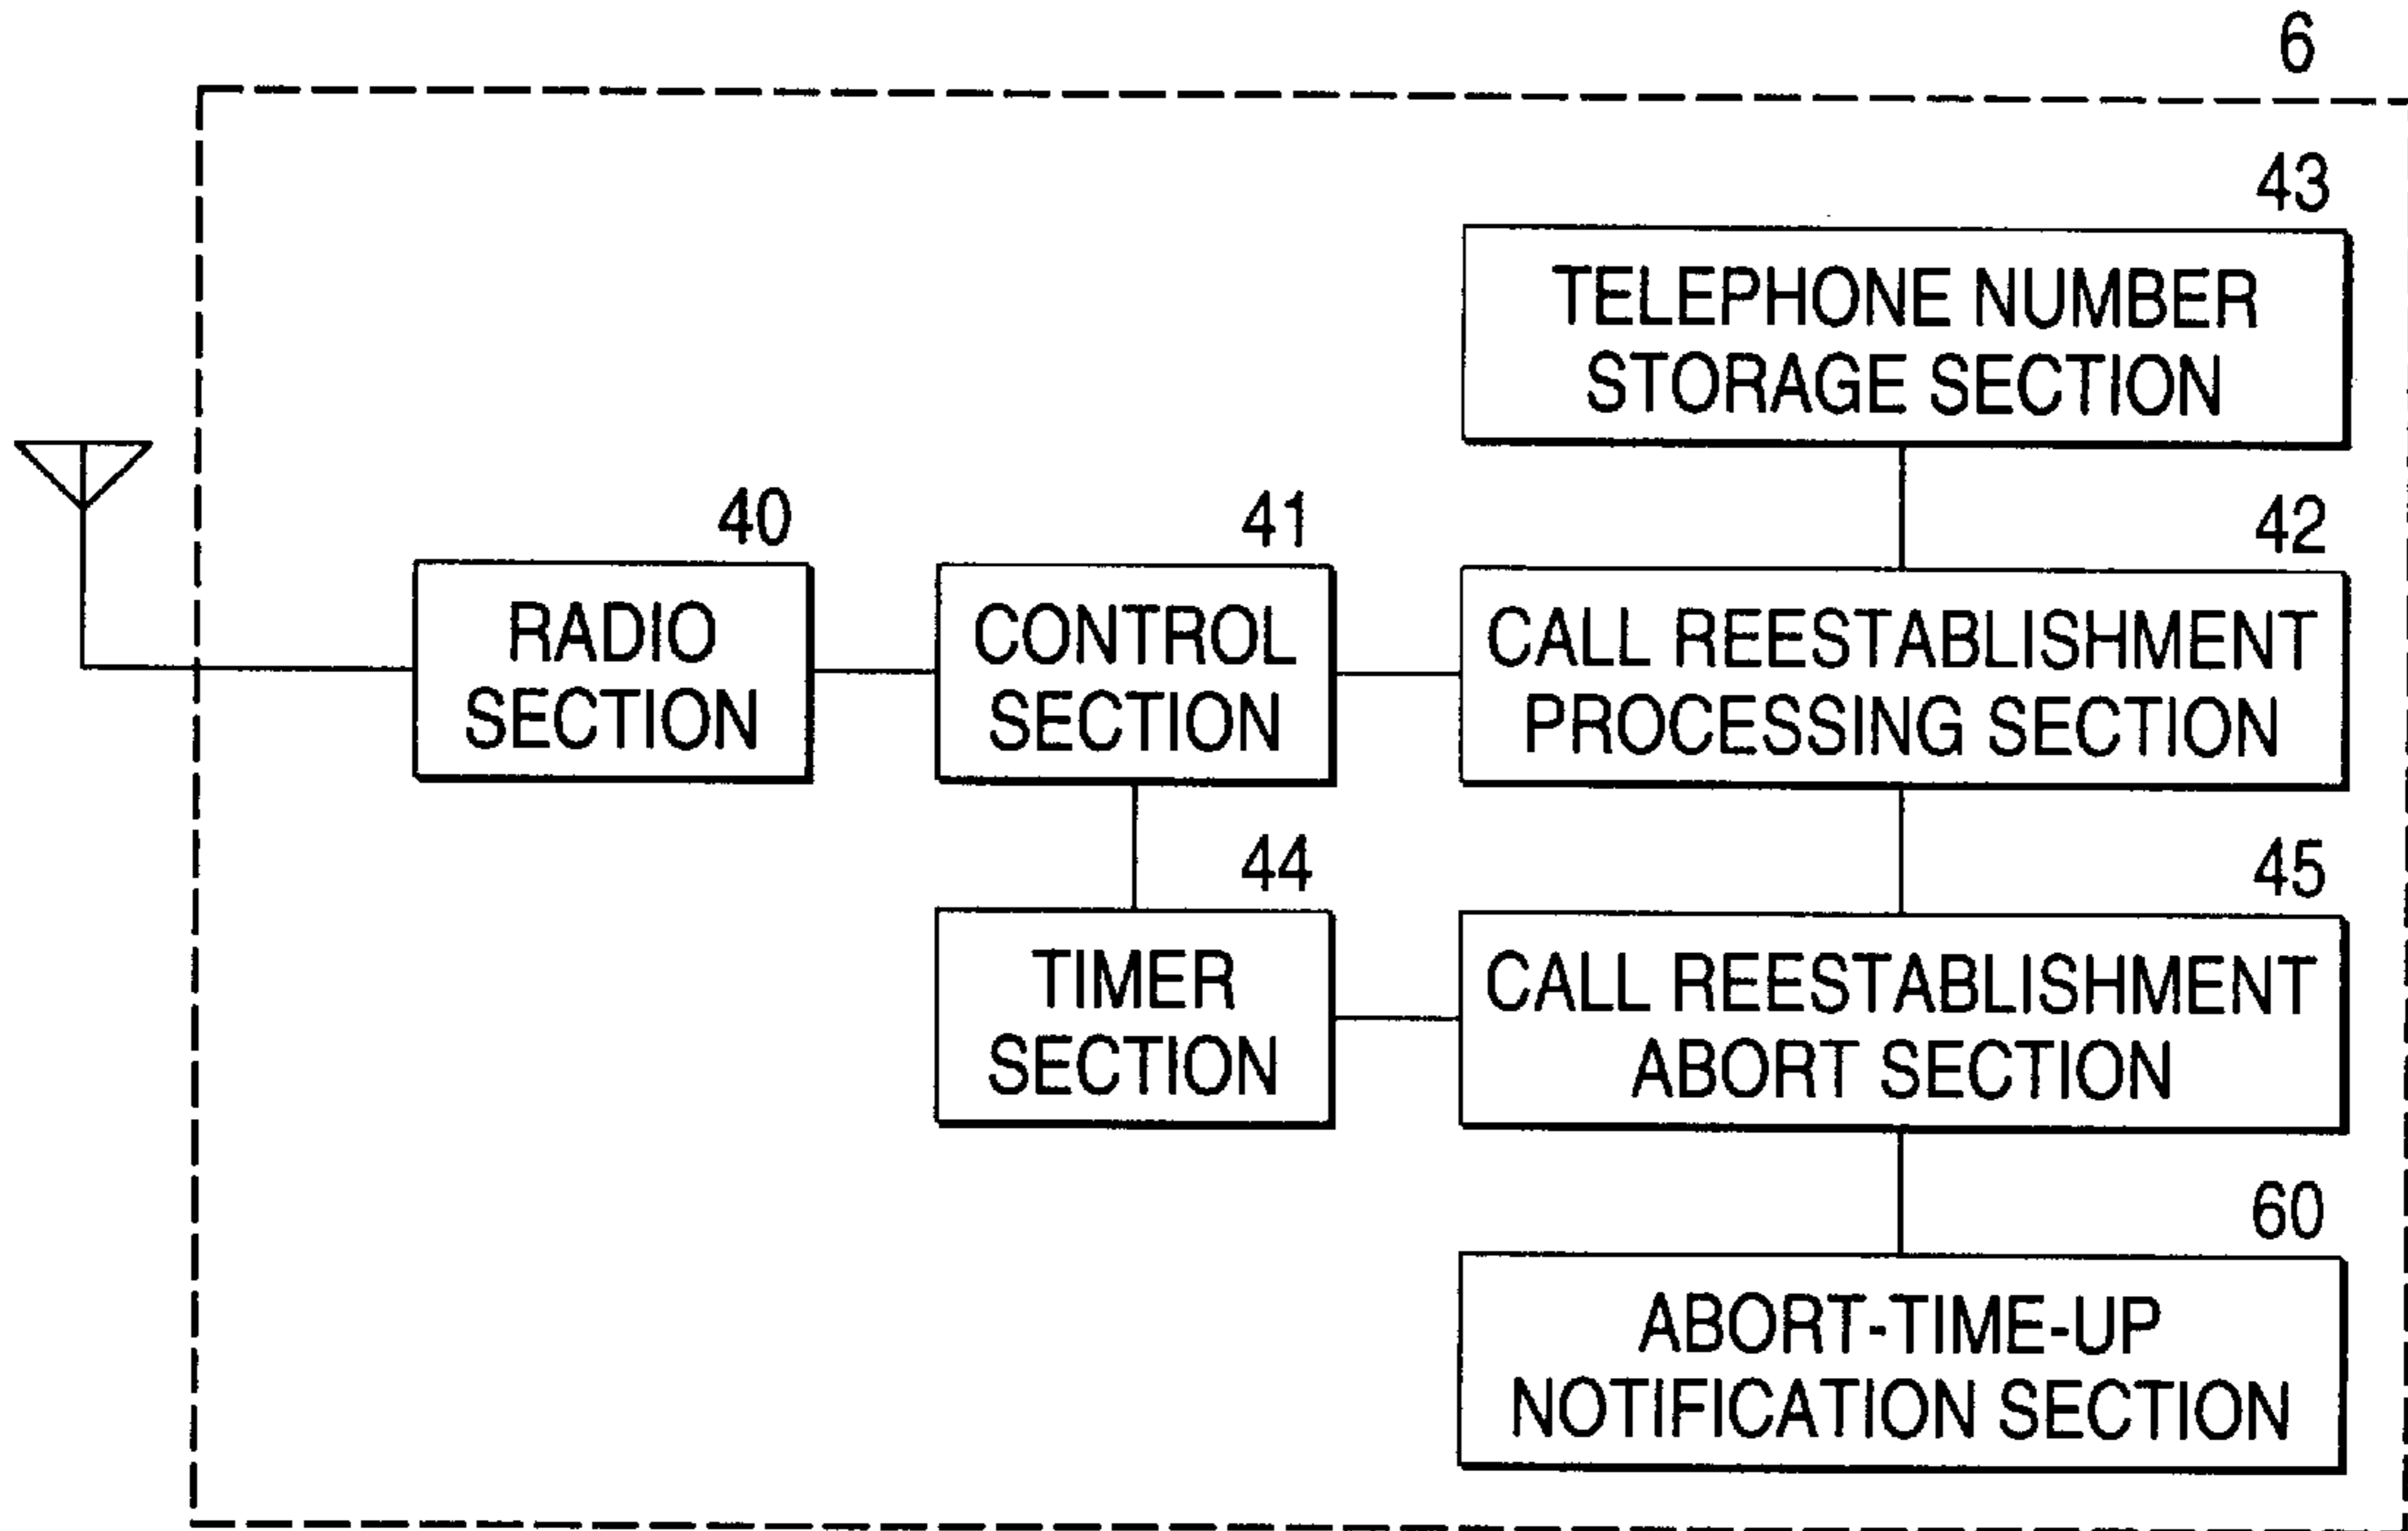 6
43
TELEPHONE NUMBER
STORAGE SECTION
40
RADIO
SECTION
41
CONTROL
SECTION
42
CALL REESTABLISHMENT
PROCESSING SECTION
44
TIMER
SECTION
45
CALL REESTABLISHMENT
ABORT SECTION
60
ABORT-TIME-UP
NOTIFICATION SECTION